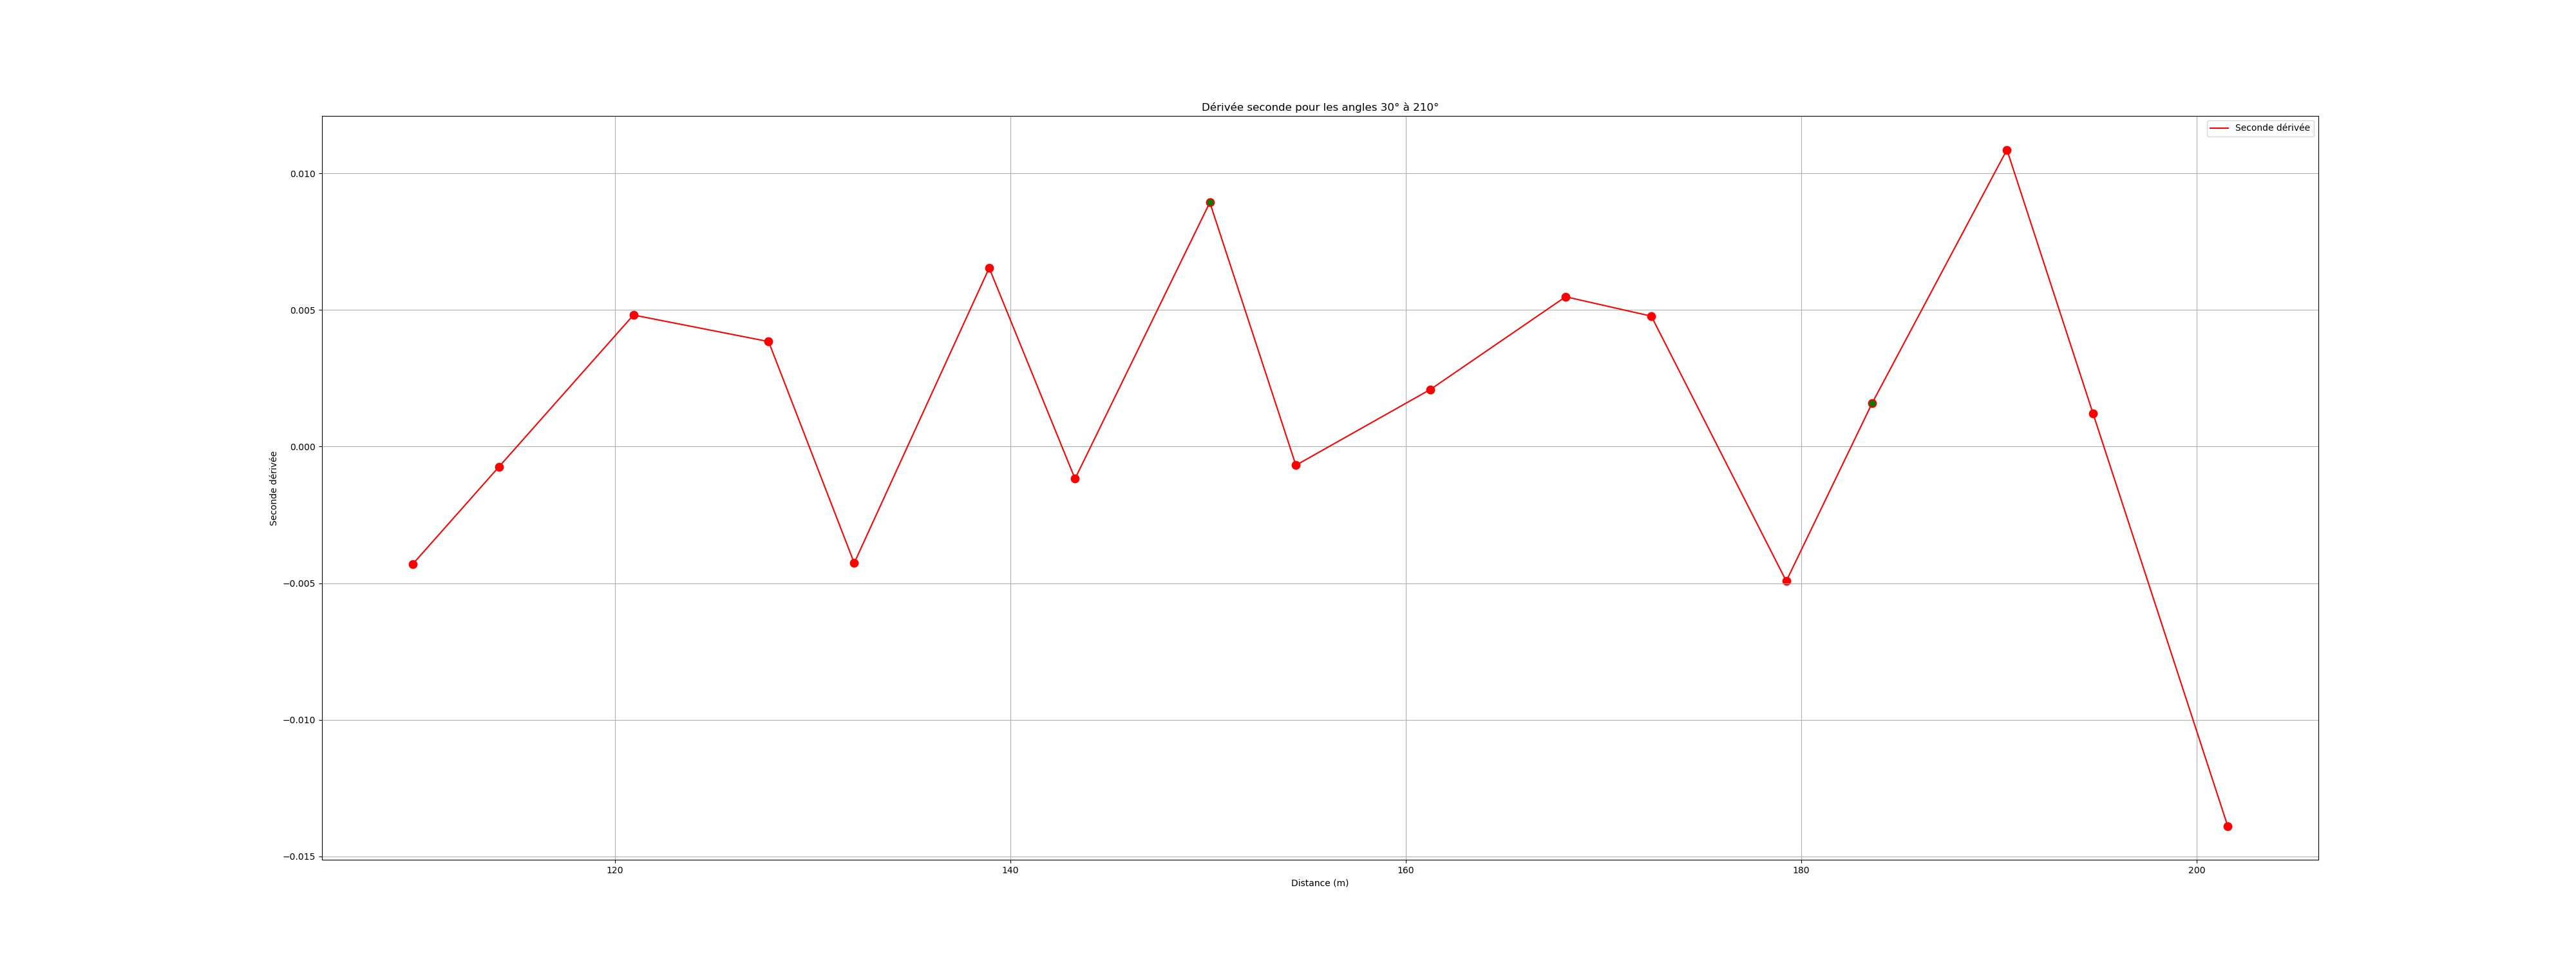 Dérivée seconde pour les angles 30° à 210°
Seconde dérivée
0.010
0.005
0.000
−0.005
−0.010
−0.015
Seconde dérivée
120
140
160
180
200
Distance (m)